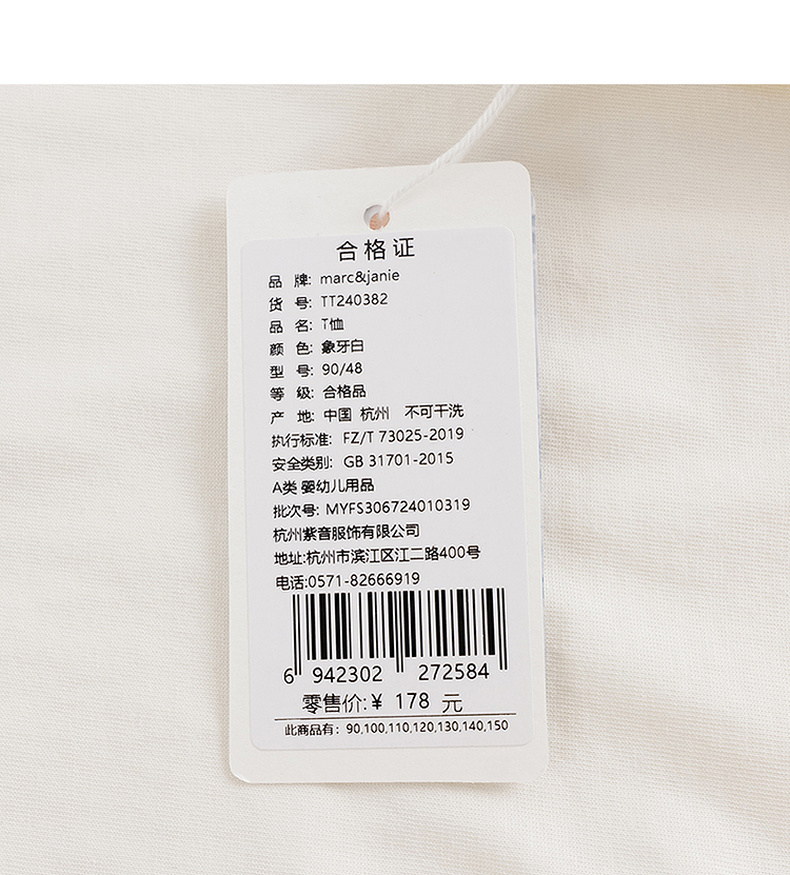 合格证
品 牌: marc&janie
货 号: TT240382
品 名: T恤
颜 色: 象牙白
型 号: 90/48
等 级: 合格品
产 地: 中国 杭州 不可干洗
执行标准: FZ/T 73025-2019
安全类别: GB 31701-2015
A类 婴幼儿用品
批次号: MYFS306724010319
杭州紫音服饰有限公司
地址:杭州市滨江区江二路400号
电话:0571-82666919
6 942302 272584
零售价:¥ 178 元
此商品有: 90,100,110,120,130,140,150